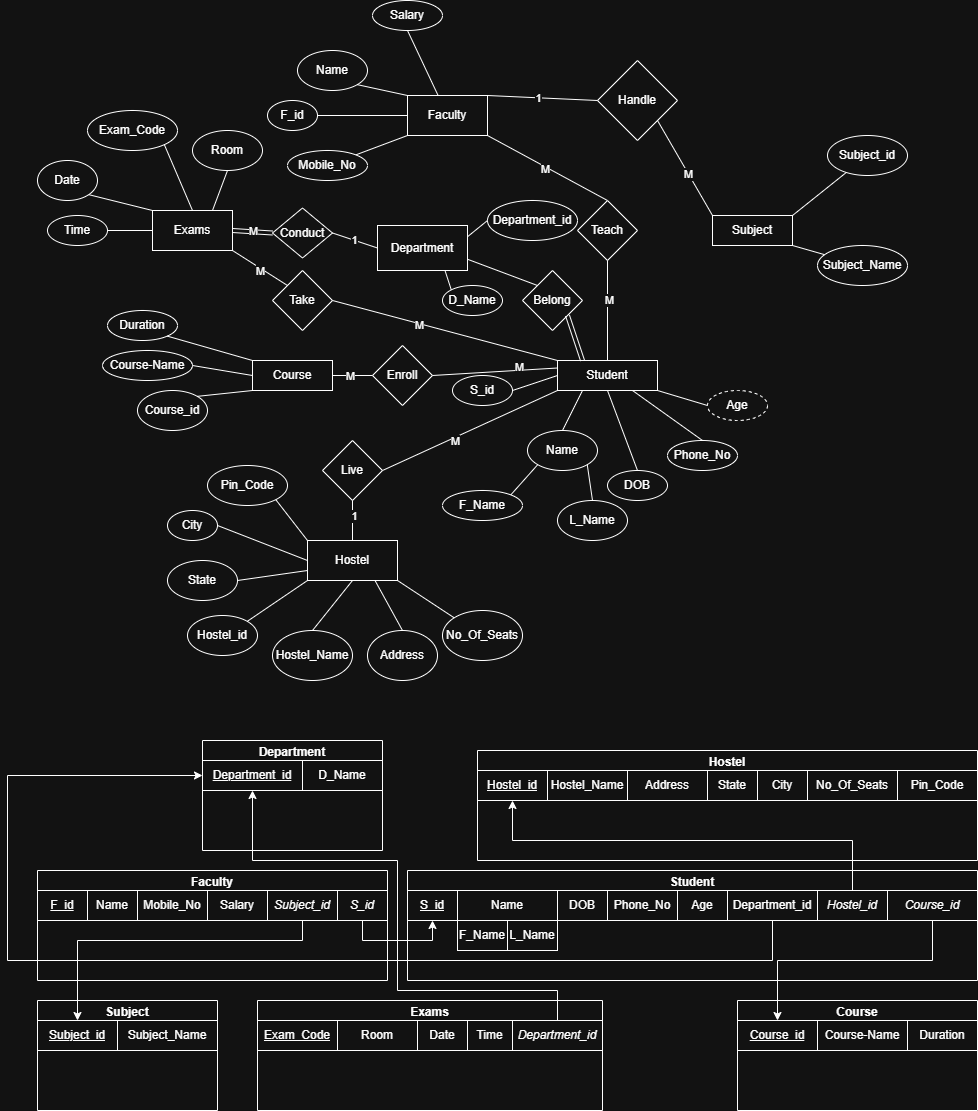 Salary
Name
Faculty
1
Handle
F_id
Exam_Code
Mobile_No
Room
M
Subject_id
M
Date
Department_id
Time
Exams
M
Conduct
1
Department
Teach
Subject
Subject_Name
M
Take
D_Name
Belong
M
Duration
M
Course-Name
Course
M
Enroll
M
Student
S_id
Course_id
Age
M
Name
Phone_No
Live
Pin_Code
F_Name
DOB
1
L_Name
City
Hostel
State
Hostel_id
Hostel_Name
Address
No_Of_Seats
Department
Department_id D_Name
Hostel
Hostel_id Hostel_Name Address State City No_Of_Seats Pin_Code
Faculty
F_id Name Mobile_No Salary Subject_id S_id
Student
S_id Name DOB Phone_No Age Department_id Hostel_id Course_id
F_Name L_Name
Subject
Subject_id Subject_Name
Exams
Exam_Code Room Date Time Department_id
Course
Course_id Course-Name Duration